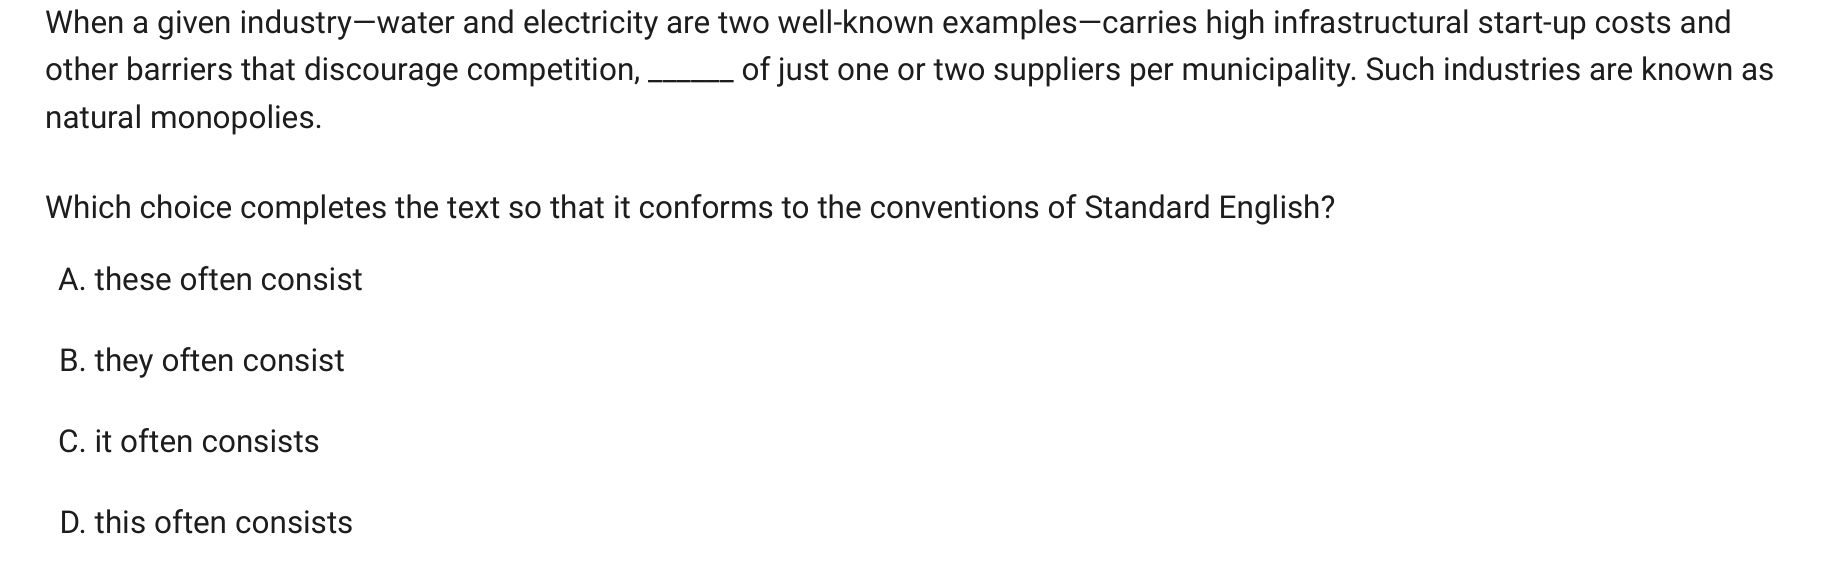 When a given industry—water and electricity are two well-known examples—carries high infrastructural start-up costs and
other barriers that discourage competition, ______ of just one or two suppliers per municipality. Such industries are known as
natural monopolies.
Which choice completes the text so that it conforms to the conventions of Standard English?
A. these often consist
B. they often consist
C. it often consists
D. this often consists